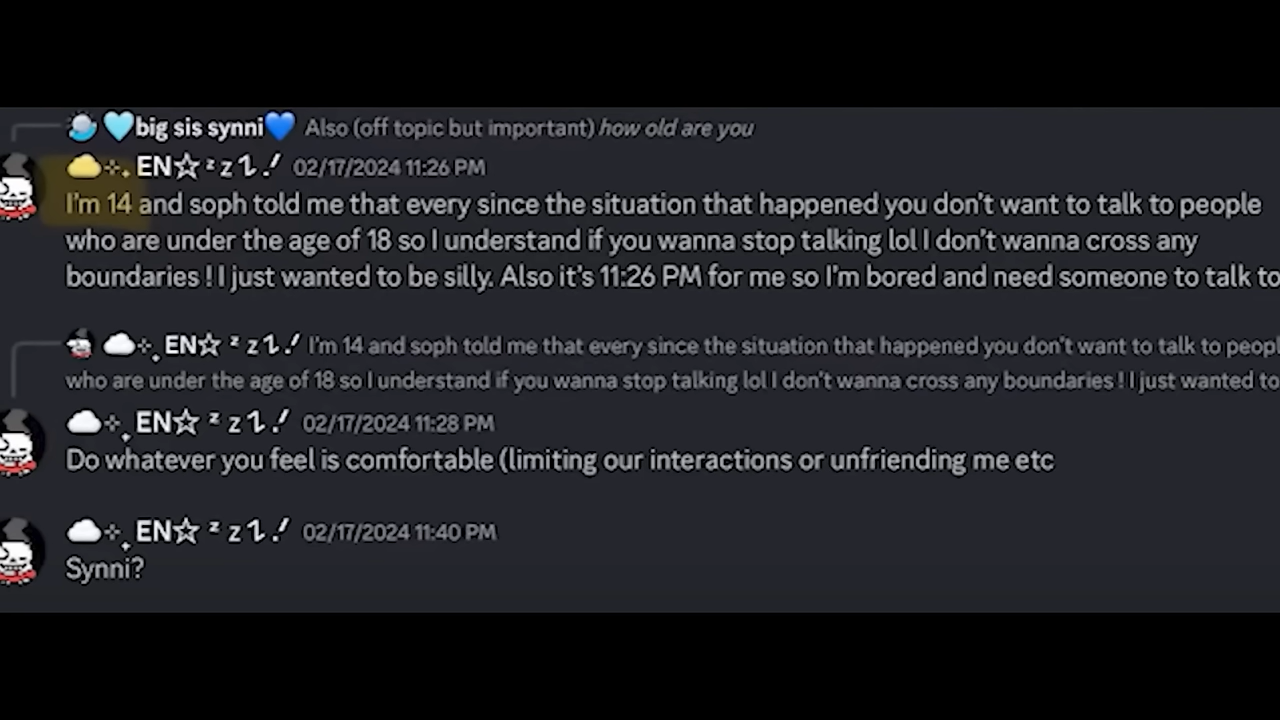 🩵big sis synni💙 Also (off topic but important) how old are you
☁️⊹. EN☆ ᶻ z 𐰁 .ᐟ 02/17/2024 11:26 PM
I'm 14 and soph told me that every since the situation that happened you don't want to talk to people
who are under the age of 18 so I understand if you wanna stop talking lol I don't wanna cross any
boundaries ! I just wanted to be silly. Also it's 11:26 PM for me so I'm bored and need someone to talk to
☁️⊹. EN☆ ᶻ z 𐰁 .ᐟ I'm 14 and soph told me that every since the situation that happened you don't want to talk to peopl
who are under the age of 18 so I understand if you wanna stop talking lol I don't wanna cross any boundaries ! I just wanted to
☁️⊹. EN☆ ᶻ z 𐰁 .ᐟ 02/17/2024 11:28 PM
Do whatever you feel is comfortable (limiting our interactions or unfriending me etc
☁️⊹. EN☆ ᶻ z 𐰁 .ᐟ 02/17/2024 11:40 PM
Synni?